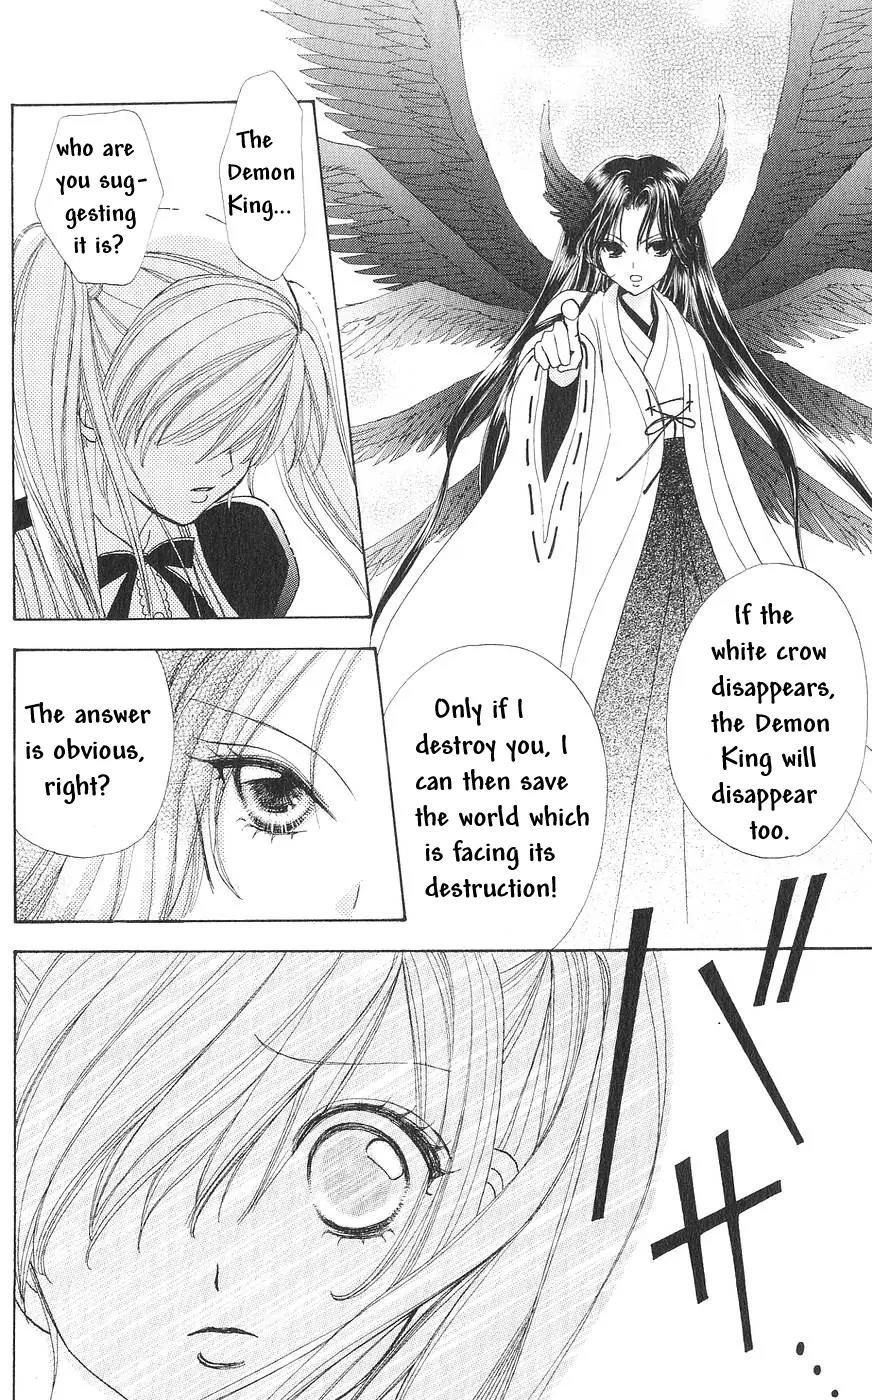 If the
white crow
disappears,
the Demon
King will
disappear
too.
Only if I
destroy you, I
can then save
the world which
is facing its
destruction!
The
Demon
King...
who are
you sug-
gesting
it is?
The answer
is obvious,
right?
ドキ…